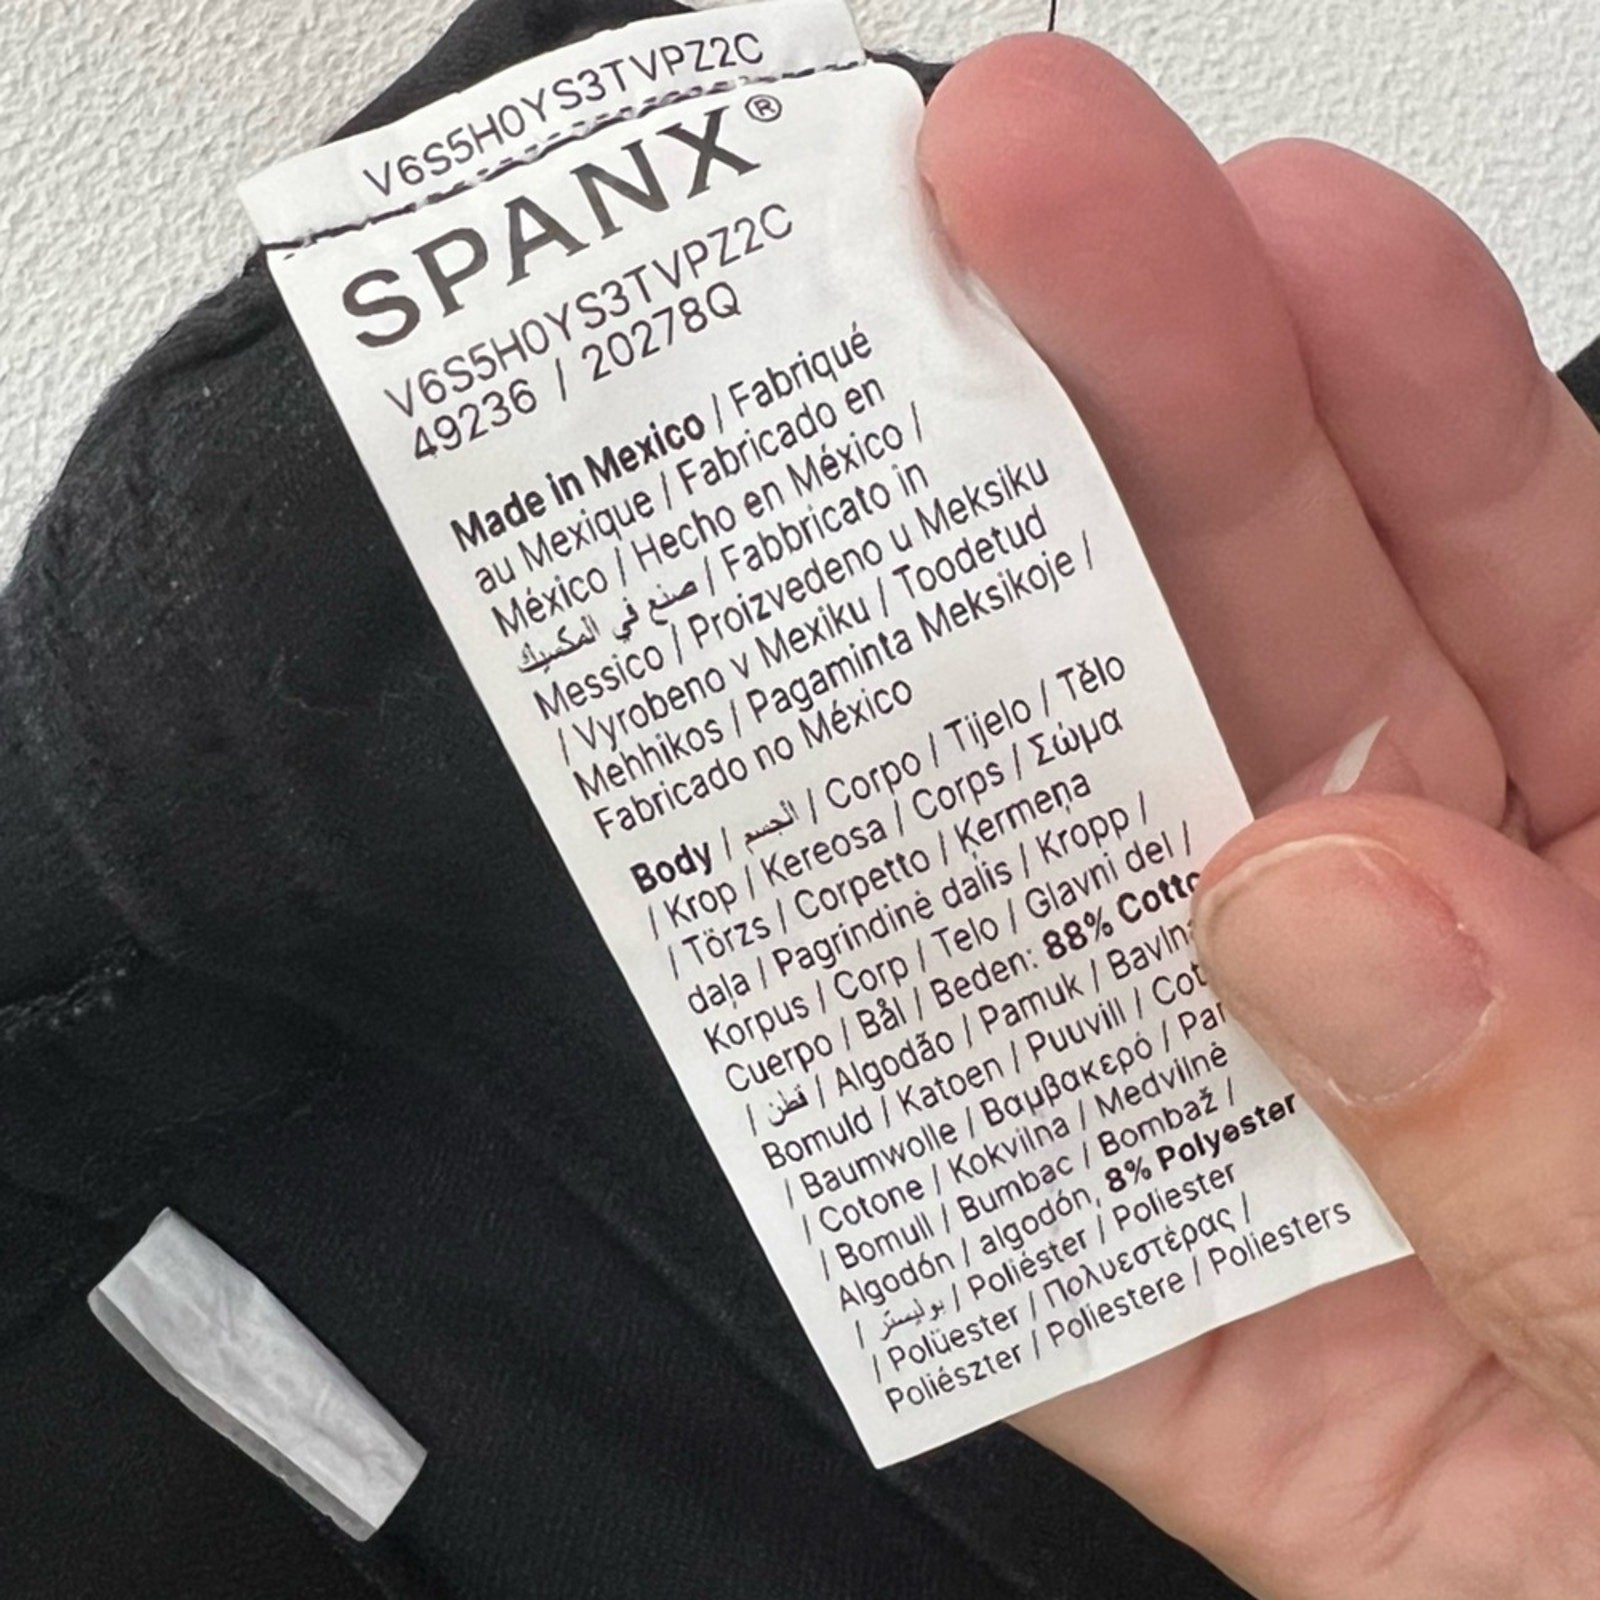 V6S5H0YS3TVPZ2C
SPANX®
V6S5H0YS3TVPZ2C
49236 / 20278Q
Made in Mexico / Fabriqué
au Mexique / Fabricado en
México / Hecho en México /
صنع في المكسيك / Fabbricato in
Messico / Proizvedeno u Meksiku
/ Vyrobeno v Mexiku / Toodetud
Mehhikos / Pagaminta Meksikoje /
Fabricado no México
Body / الجسم / Corpo / Tijelo / Tělo
/ Krop / Kereosa / Corps / Σώμα
/ Törzs / Corpetto / Ķermeņa
daļa / Pagrindinė dalis / Kropp /
Korpus / Corp / Telo / Glavni del /
Cuerpo / Bål / Beden: 88%
/ قطن / Algodão / Pamuk /
Bomuld / Katoen / Puuvill /
/ Baumwolle / Βαμβακερό /
/ Cotone / Kokvilna / Medvilnė
/ Bomull / Bumbac / Bombaž /
Algodón / algodón, 8% Polyester
/ بوليستر / Poliéster / Poliester
/ Polüester / Πολυεστέρας /
Poliészter / Poliestere / Poliesters